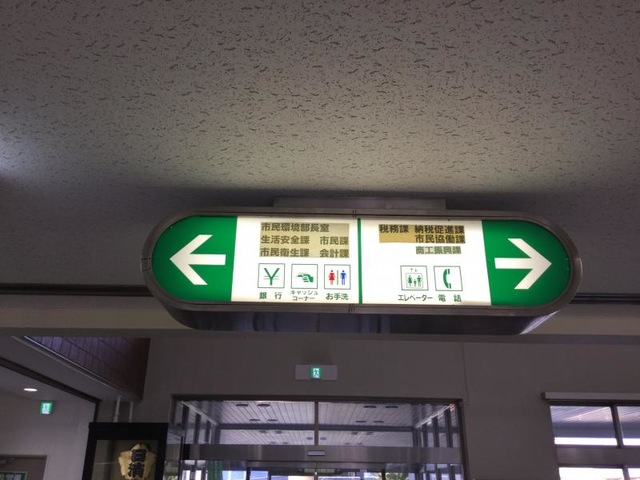 市民環境部長室
生活安全課 市民課
市民衛生課 会計課
銀行
キャッシュコーナー
お手洗
税務課 納税促進課
市民協働課
商工振興課
エレベーター
電話